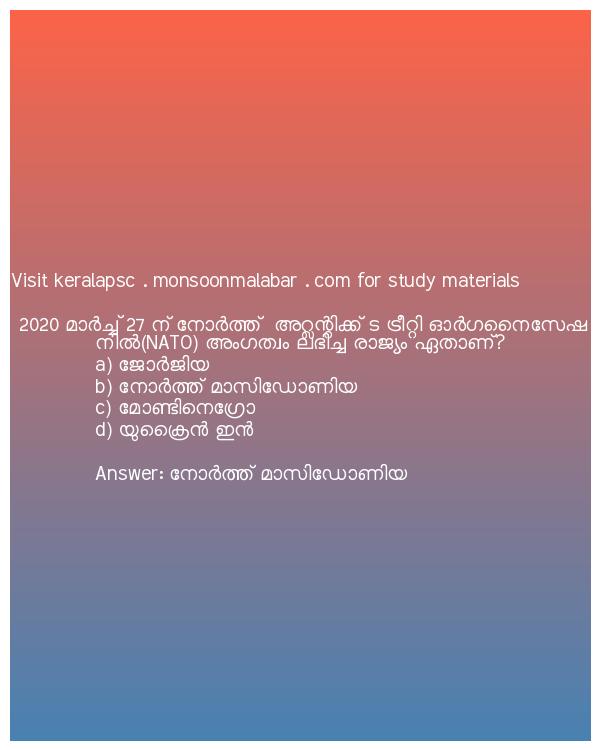 Visit keralapsc . monsoonmalabar . com for study materials
2020 മാർച്ച് 27 ന് നോർത്ത് അറ്റ്ലന്റിക്ക് ട ട്രീറ്റി ഓർഗനൈസേഷ
നിൽ(NATO) അംഗത്വം ലഭിച്ച രാജ്യം ഏതാണ്?
a) ജോർജിയ
b) നോർത്ത് മാസിഡോണിയ
c) മോണ്ടിനെഗ്രോ
d) യുക്രൈൻ ഇൻ
Answer: നോർത്ത് മാസിഡോണിയ